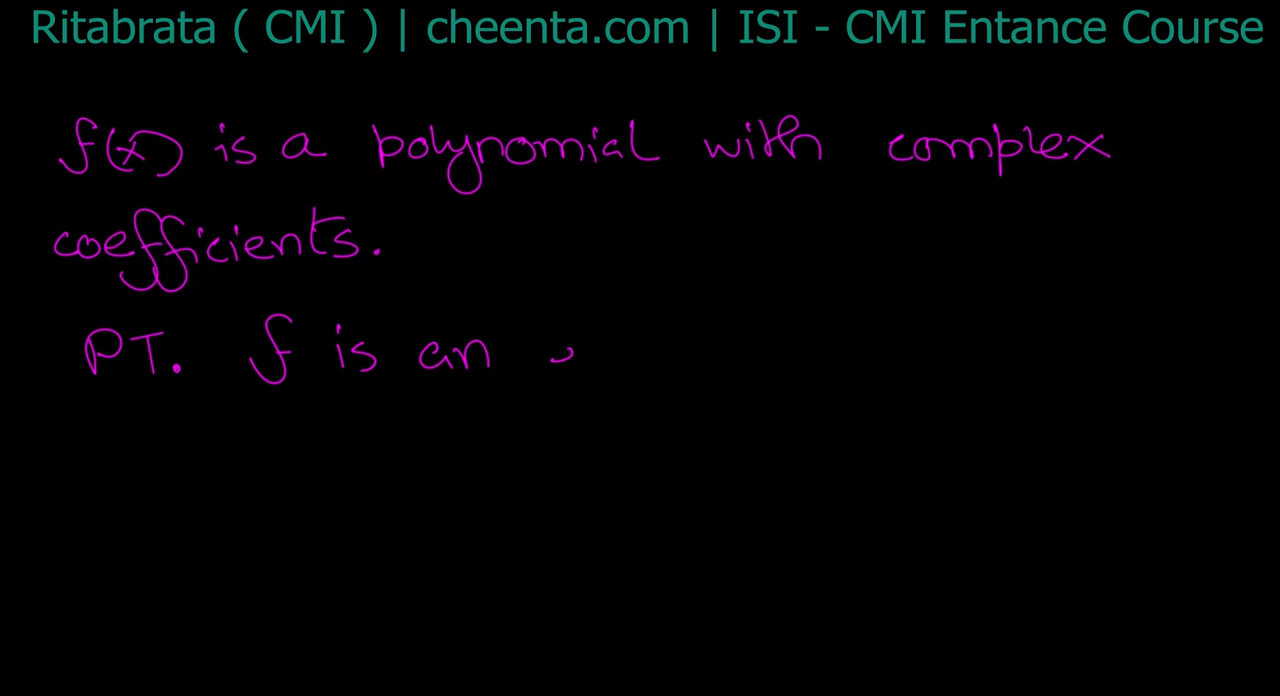 Ritabrata ( CMI ) | cheenta.com | ISI - CMI Entance Course
f(x) is a polynomial with complex
coefficients.
PT. f is an